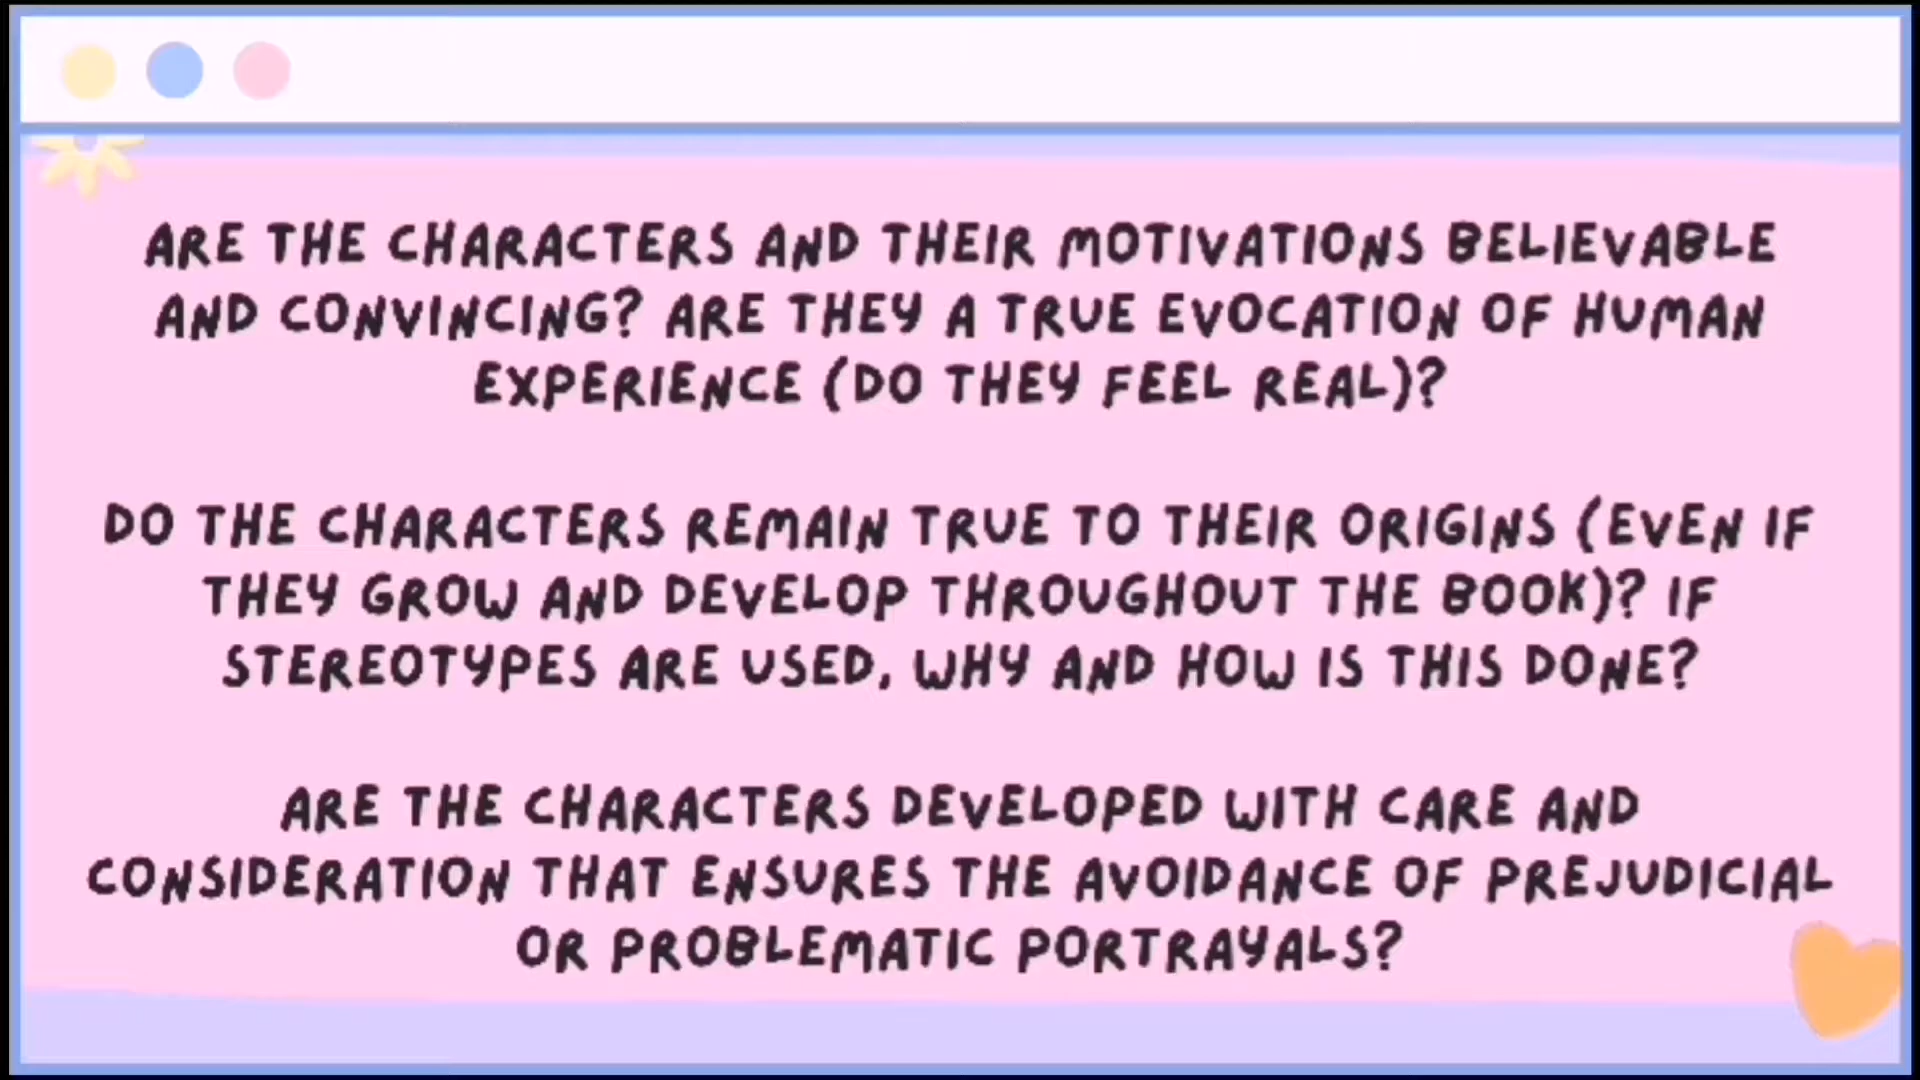 ARE THE CHARACTERS AND THEIR MOTIVATIONS BELIEVABLE
AND CONVINCING? ARE THEY A TRUE EVOCATION OF HUMAN
EXPERIENCE (DO THEY FEEL REAL)?
DO THE CHARACTERS REMAIN TRUE TO THEIR ORIGINS (EVEN IF
THEY GROW AND DEVELOP THROUGHOUT THE BOOK)? IF
STEREOTYPES ARE USED, WHY AND HOW IS THIS DONE?
ARE THE CHARACTERS DEVELOPED WITH CARE AND
CONSIDERATION THAT ENSURES THE AVOIDANCE OF PREJUDICIAL
OR PROBLEMATIC PORTRAYALS?